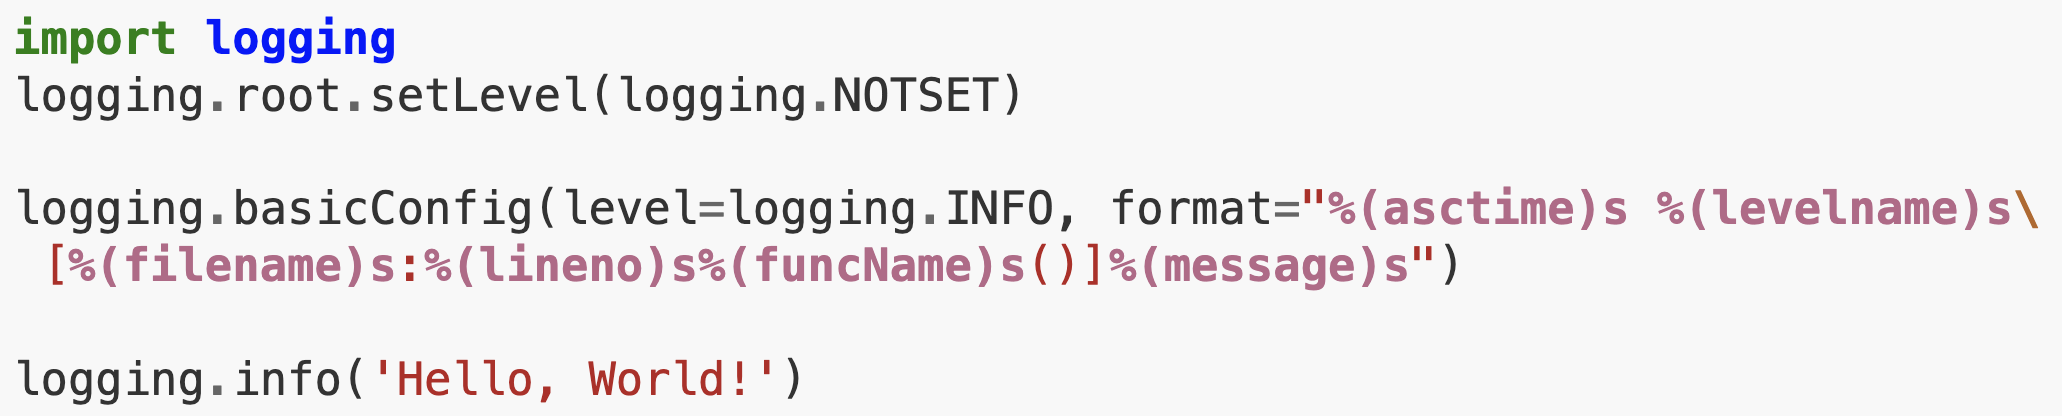 import logging
logging.root.setLevel(logging.NOTSET)
logging.basicConfig(level=logging.INFO, format="%(asctime)s %(levelname)s\
[%(filename)s:%(lineno)s%(funcName)s()]%(message)s")
logging.info('Hello, World!')